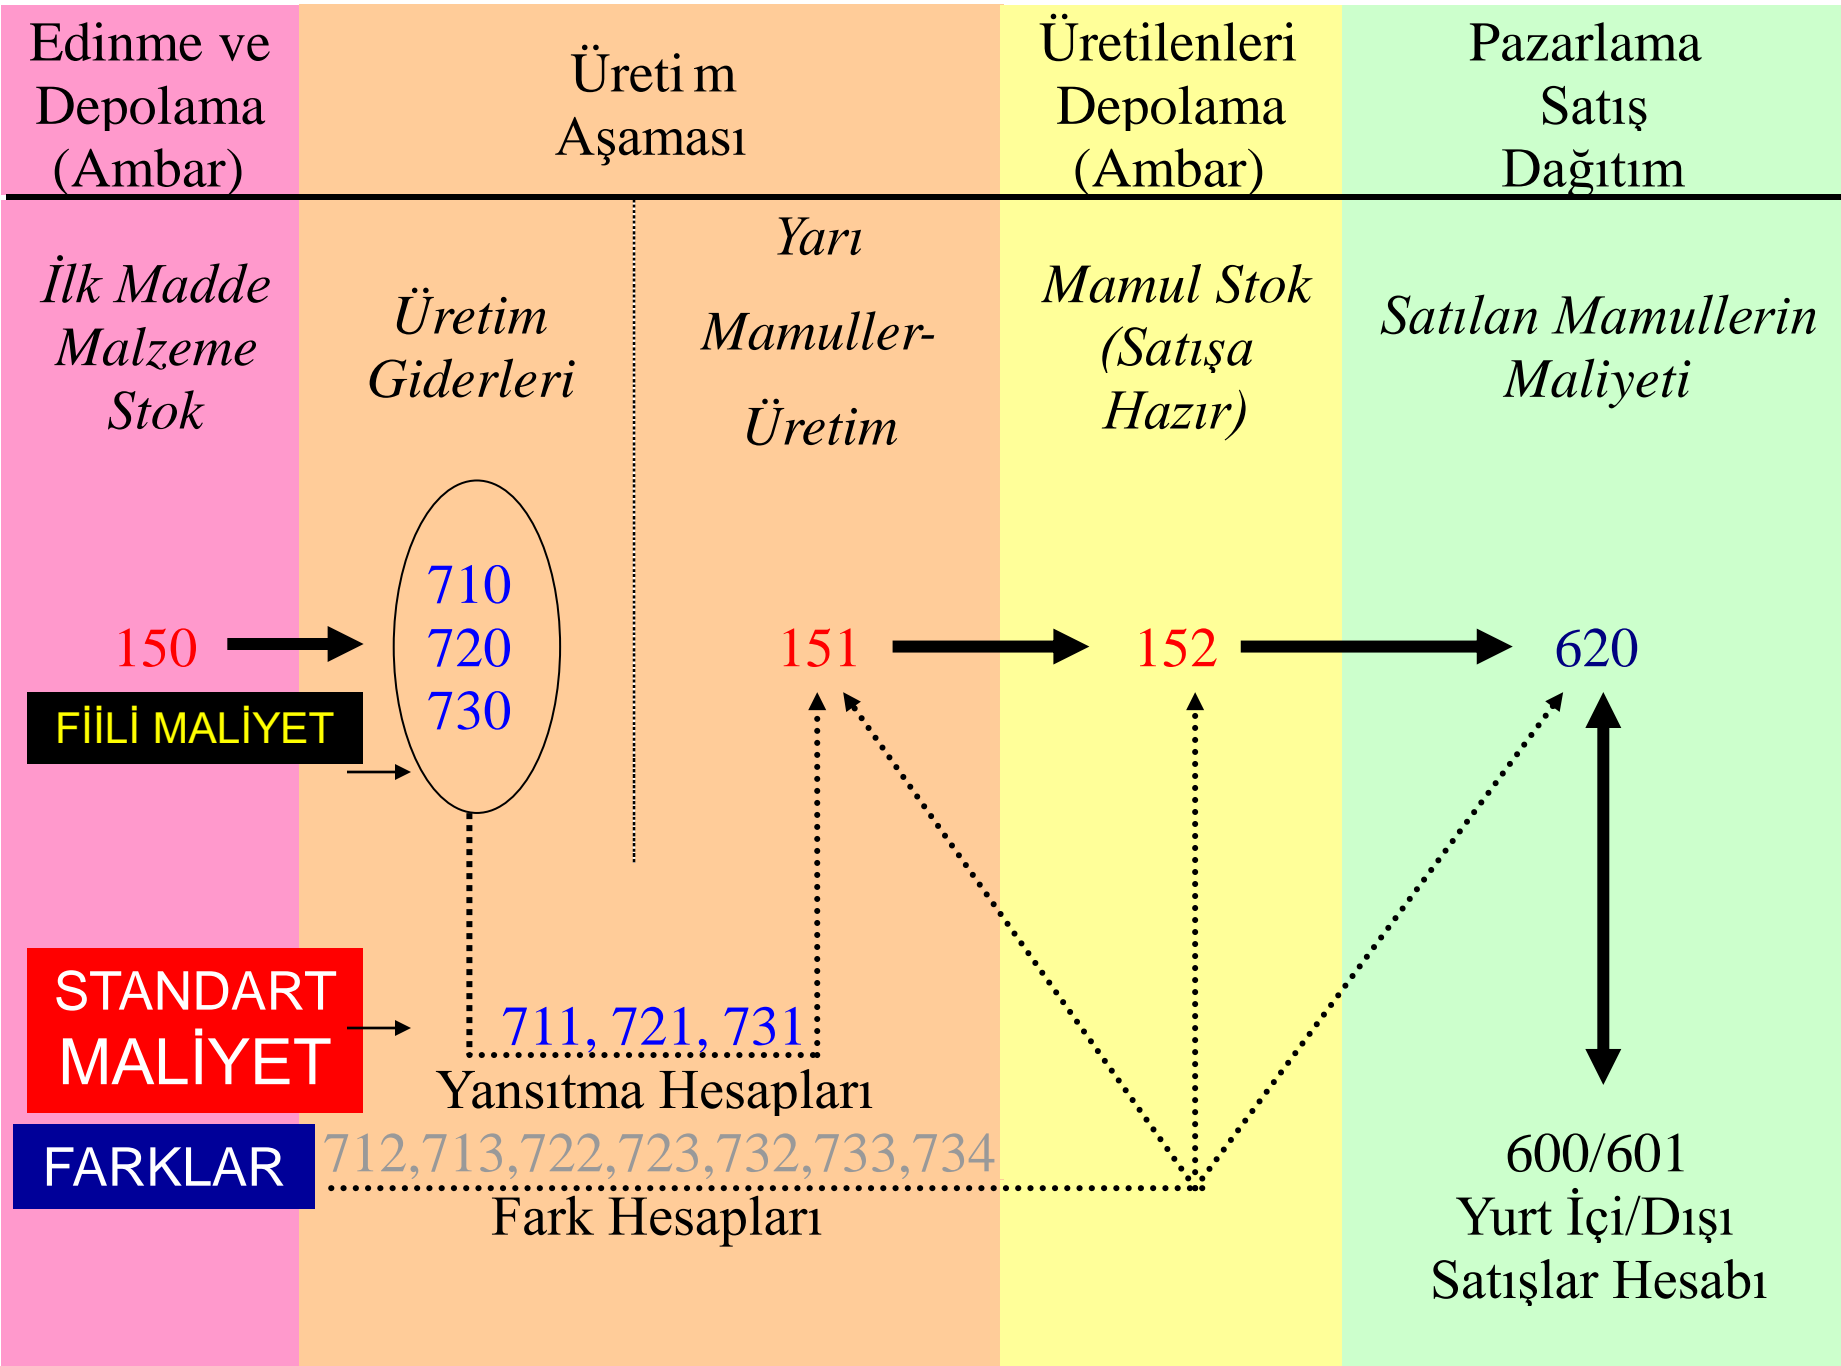 Edinme ve
Depolama
(Ambar)
Üretim
Aşaması
Üretilenleri
Depolama
(Ambar)
Pazarlama
Satış
Dağıtım
İlk Madde
Malzeme
Stok
Üretim
Giderleri
Yarı
Mamuller-
Üretim
Mamul Stok
(Satışa
Hazır)
Satılan Mamullerin
Maliyeti
150
710
720
730
151
152
620
FİİLİ MALİYET
STANDART
MALİYET
711, 721, 731
Yansıtma Hesapları
FARKLAR
712,713,722,723,732,733,734
Fark Hesapları
600/601
Yurt İçi/Dışı
Satışlar Hesabı